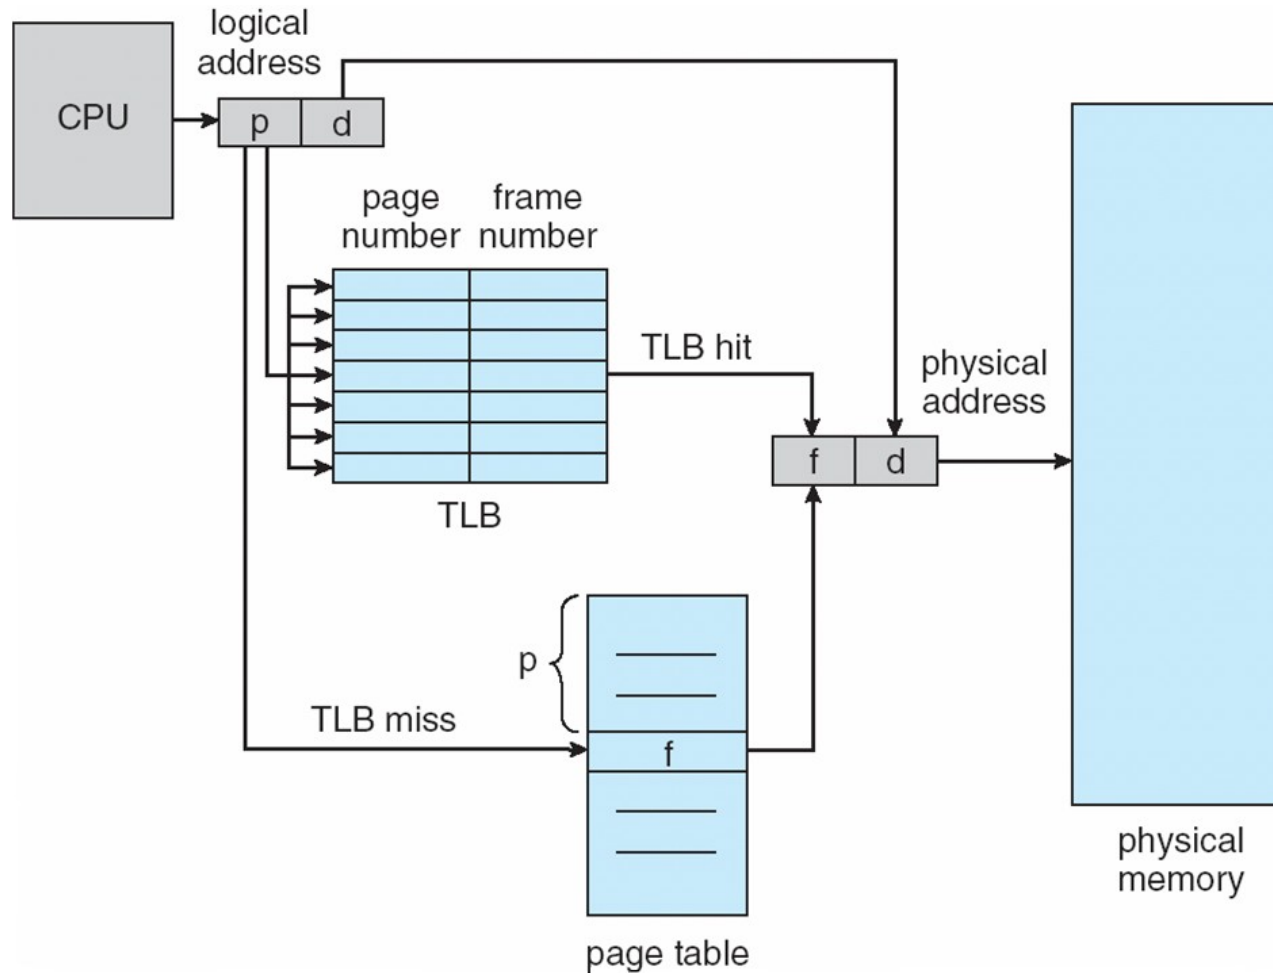 logical
address
CPU
p
d
page
number
frame
number
TLB hit
physical
address
f
d
TLB
p
TLB miss
f
physical
memory
page table